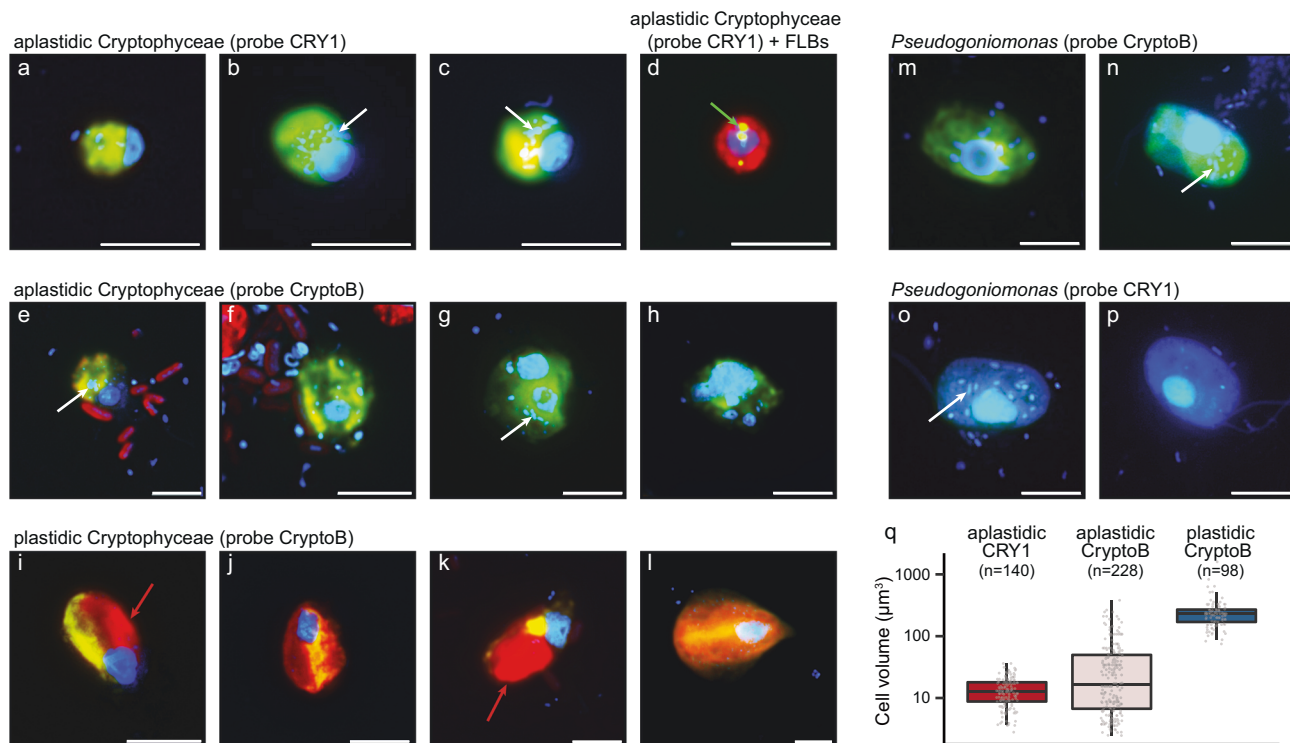 aplastidic Cryptophyceae (probe CRY1)
aplastidic Cryptophyceae
(probe CRY1) + FLBs
Pseudogoniomonas (probe CryptoB)
a
b
c
d
m
n
aplastidic Cryptophyceae (probe CryptoB)
Pseudogoniomonas (probe CRY1)
e
f
g
h
o
p
plastidic Cryptophyceae (probe CryptoB)
i
j
k
l
q
aplastidic
CRY1
(n=140)
aplastidic
CryptoB
(n=228)
plastidic
CryptoB
(n=98)
Cell volume (µm³)
1000
100
10